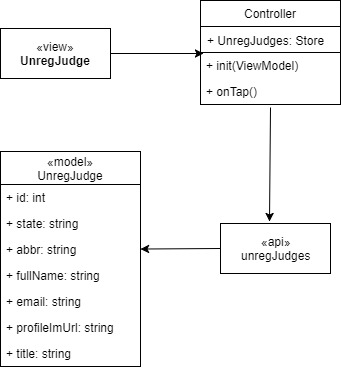 «view»
UnregJudge
Controller
+ UnregJudges: Store
+ init(ViewModel)
+ onTap()
«model»
UnregJudge
+ id: int
+ state: string
+ abbr: string
+ fullName: string
+ email: string
+ profileImUrl: string
+ title: string
«api»
unregJudges